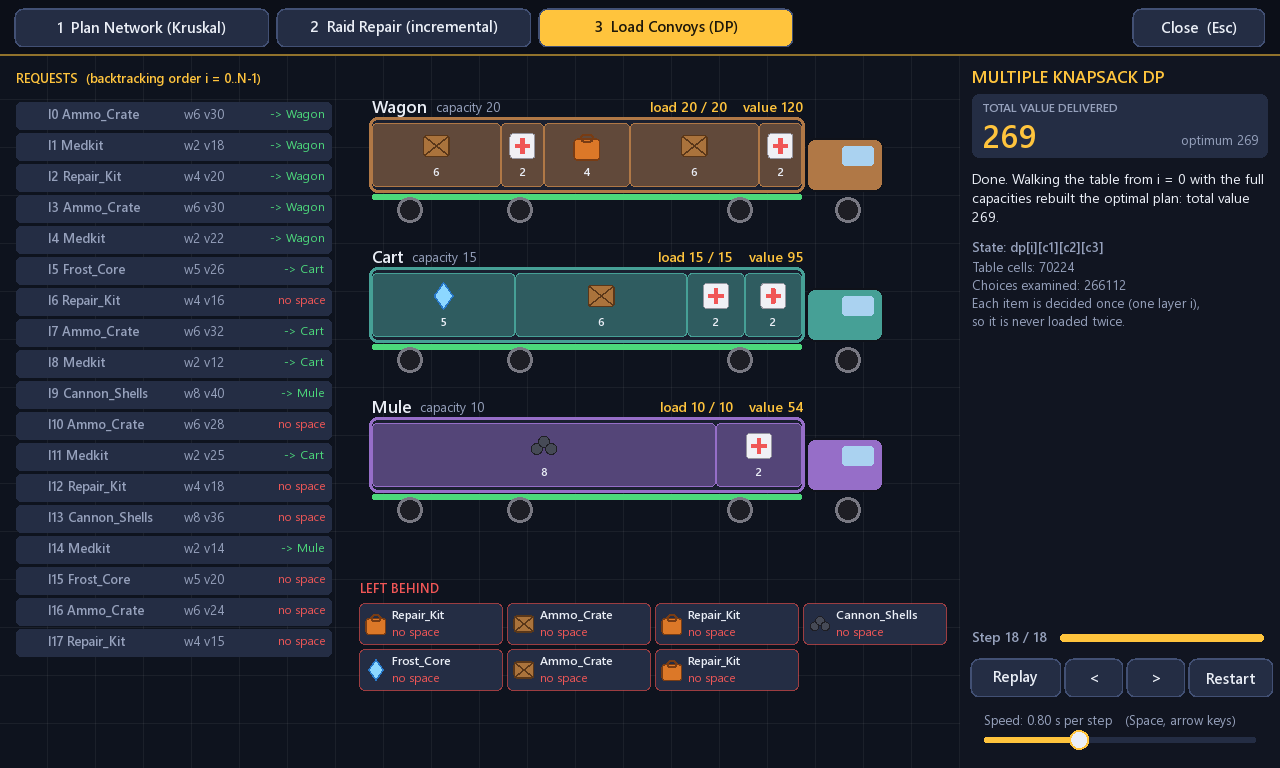 1 Plan Network (Kruskal)
2 Raid Repair (incremental)
3 Load Convoys (DP)
Close (Esc)
REQUESTS (backtracking order i = 0..N-1)
I0 Ammo_Crate w6 v30 -> Wagon
I1 Medkit w2 v18 -> Wagon
I2 Repair_Kit w4 v20 -> Wagon
I3 Ammo_Crate w6 v30 -> Wagon
I4 Medkit w2 v22 -> Wagon
I5 Frost_Core w5 v26 -> Cart
I6 Repair_Kit w4 v16 no space
I7 Ammo_Crate w6 v32 -> Cart
I8 Medkit w2 v12 -> Cart
I9 Cannon_Shells w8 v40 -> Mule
I10 Ammo_Crate w6 v28 no space
I11 Medkit w2 v25 -> Cart
I12 Repair_Kit w4 v18 no space
I13 Cannon_Shells w8 v36 no space
I14 Medkit w2 v14 -> Mule
I15 Frost_Core w5 v20 no space
I16 Ammo_Crate w6 v24 no space
I17 Repair_Kit w4 v15 no space
Wagon capacity 20 load 20 / 20 value 120
6 2 4 6 2
Cart capacity 15 load 15 / 15 value 95
5 6 2 2
Mule capacity 10 load 10 / 10 value 54
8 2
LEFT BEHIND
Repair_Kit
no space
Ammo_Crate
no space
Repair_Kit
no space
Cannon_Shells
no space
Frost_Core
no space
Ammo_Crate
no space
Repair_Kit
no space
MULTIPLE KNAPSACK DP
TOTAL VALUE DELIVERED
269 optimum 269
Done. Walking the table from i = 0 with the full
capacities rebuilt the optimal plan: total value
269.
State: dp[i][c1][c2][c3]
Table cells: 70224
Choices examined: 266112
Each item is decided once (one layer i),
so it is never loaded twice.
Step 18 / 18
Replay < > Restart
Speed: 0.80 s per step (Space, arrow keys)